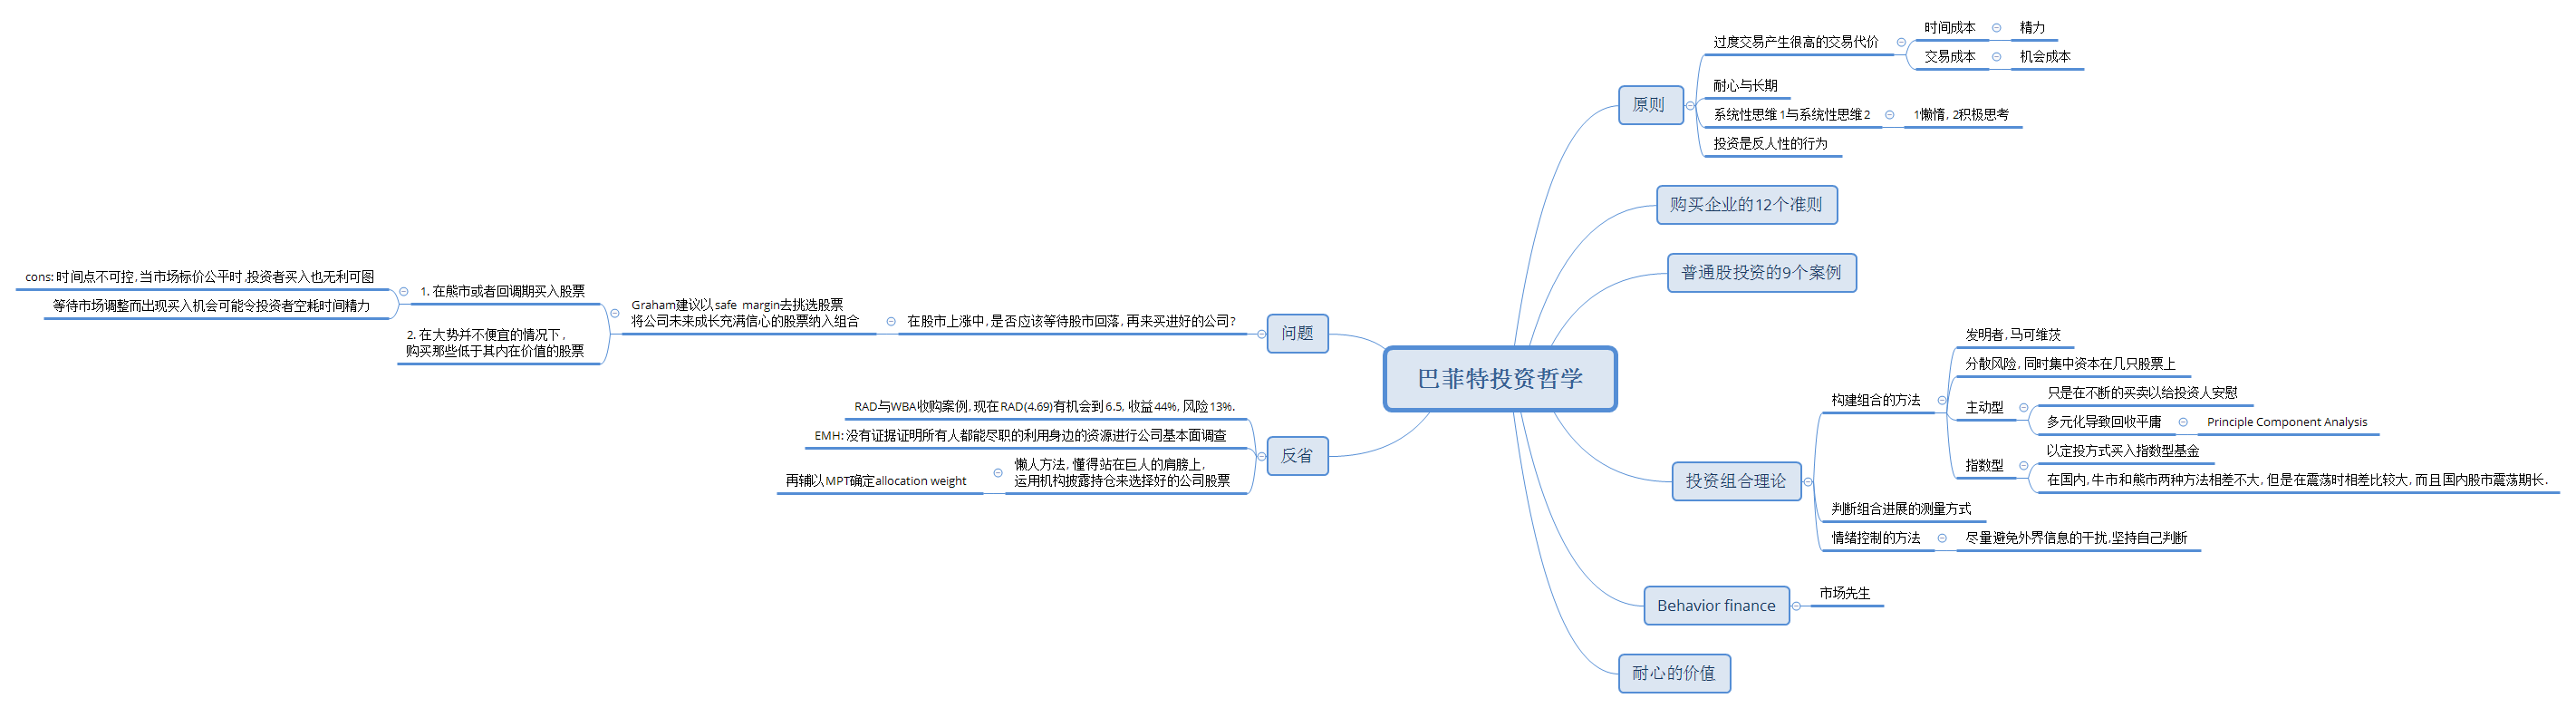 巴菲特投资哲学
原则
过度交易产生很高的交易代价
时间成本
精力
交易成本
机会成本
耐心与长期
系统性思维1与系统性思维2
1懒惰, 2积极思考
投资是反人性的行为
购买企业的12个准则
普通股投资的9个案例
投资组合理论
构建组合的方法
发明者, 马可维茨
分散风险, 同时集中资本在几只股票上
主动型
只是在不断的买卖以给投资人安慰
多元化导致回收平庸
Principle Component Analysis
指数型
以定投方式买入指数型基金
在国内, 牛市和熊市两种方法相差不大, 但是在震荡时相差比较大, 而且国内股市震荡期长.
判断组合进展的测量方式
情绪控制的方法
尽量避免外界信息的干扰,坚持自己判断
Behavior finance
市场先生
耐心的价值
问题
在股市上涨中, 是否应该等待股市回落, 再来买进好的公司?
Graham建议以 safe margin去挑选股票
将公司未来成长充满信心的股票纳入组合
1. 在熊市或者回调期买入股票
cons: 时间点不可控, 当市场标价公平时,投资者买入也无利可图
等待市场调整而出现买入机会可能令投资者空耗时间精力
2. 在大势并不便宜的情况下,
购买那些低于其内在价值的股票
反省
RAD与WBA收购案例, 现在RAD(4.69)有机会到6.5, 收益44%, 风险13%.
EMH: 没有证据证明所有人都能尽职的利用身边的资源进行公司基本面调查
懒人方法, 懂得站在巨人的肩膀上,
运用机构披露持仓来选择好的公司股票
再辅以MPT确定allocation weight